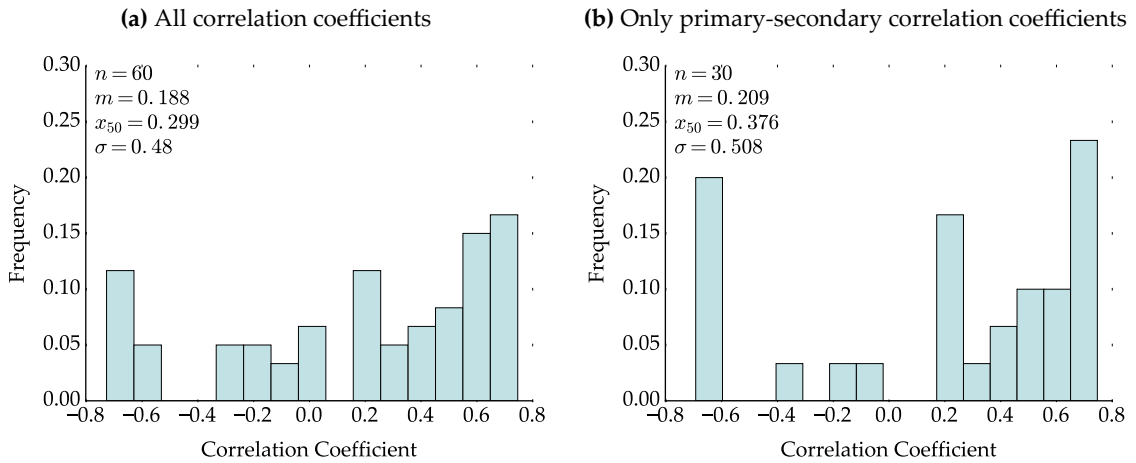 (a) All correlation coefficients
n = 60
m = 0.188
x50 = 0.299
σ = 0.48
Frequency
0.30
0.25
0.20
0.15
0.10
0.05
0.00
−0.8 −0.6 −0.4 −0.2 0.0 0.2 0.4 0.6 0.8
Correlation Coefficient
(b) Only primary-secondary correlation coefficients
n = 30
m = 0.209
x50 = 0.376
σ = 0.508
Frequency
0.30
0.25
0.20
0.15
0.10
0.05
0.00
−0.8 −0.6 −0.4 −0.2 0.0 0.2 0.4 0.6 0.8
Correlation Coefficient